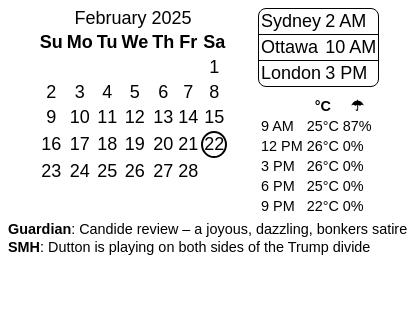 February 2025
Su Mo Tu We Th Fr Sa
1
2 3 4 5 6 7 8
9 10 11 12 13 14 15
16 17 18 19 20 21 22
23 24 25 26 27 28
Sydney 2 AM
Ottawa 10 AM
London 3 PM
°C ☂
9 AM 25°C 87%
12 PM 26°C 0%
3 PM 26°C 0%
6 PM 25°C 0%
9 PM 22°C 0%
Guardian: Candide review – a joyous, dazzling, bonkers satire
SMH: Dutton is playing on both sides of the Trump divide